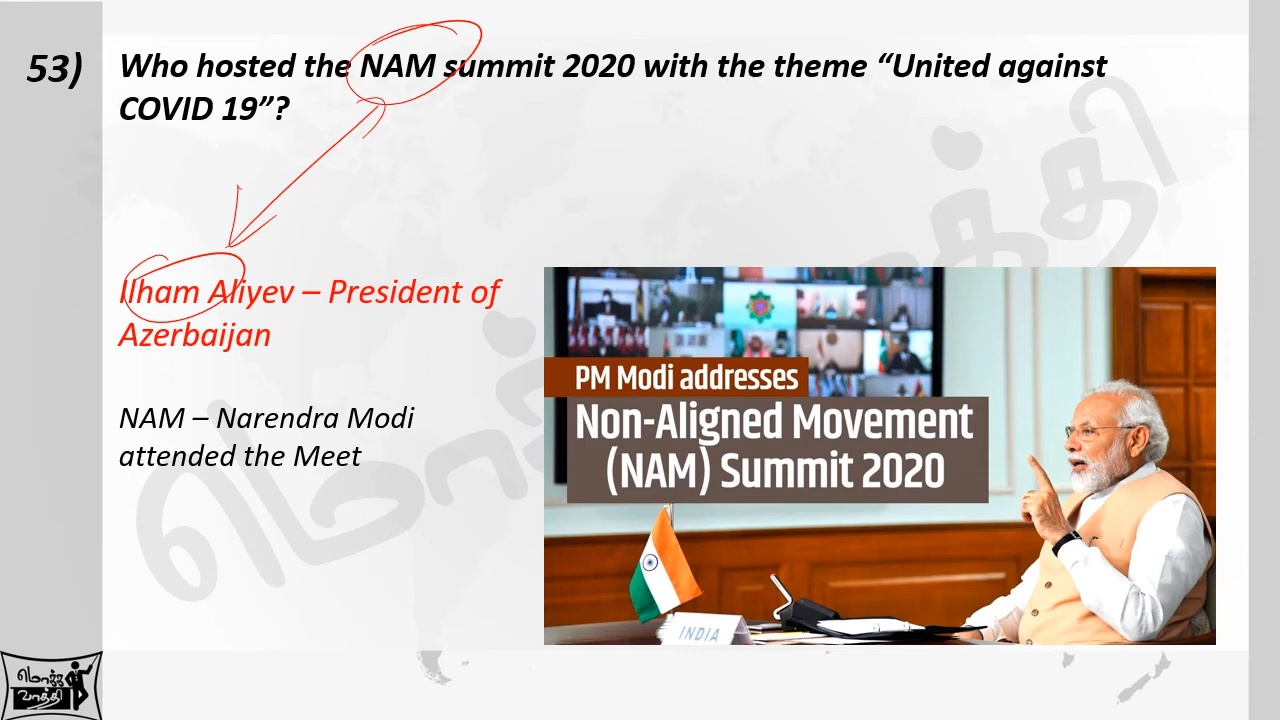 53) Who hosted the NAM summit 2020 with the theme “United against
COVID 19”?
Ilham Aliyev – President of
Azerbaijan
NAM – Narendra Modi
attended the Meet
PM Modi addresses
Non-Aligned Movement
(NAM) Summit 2020
INDIA
மொக்க
வாத்தி